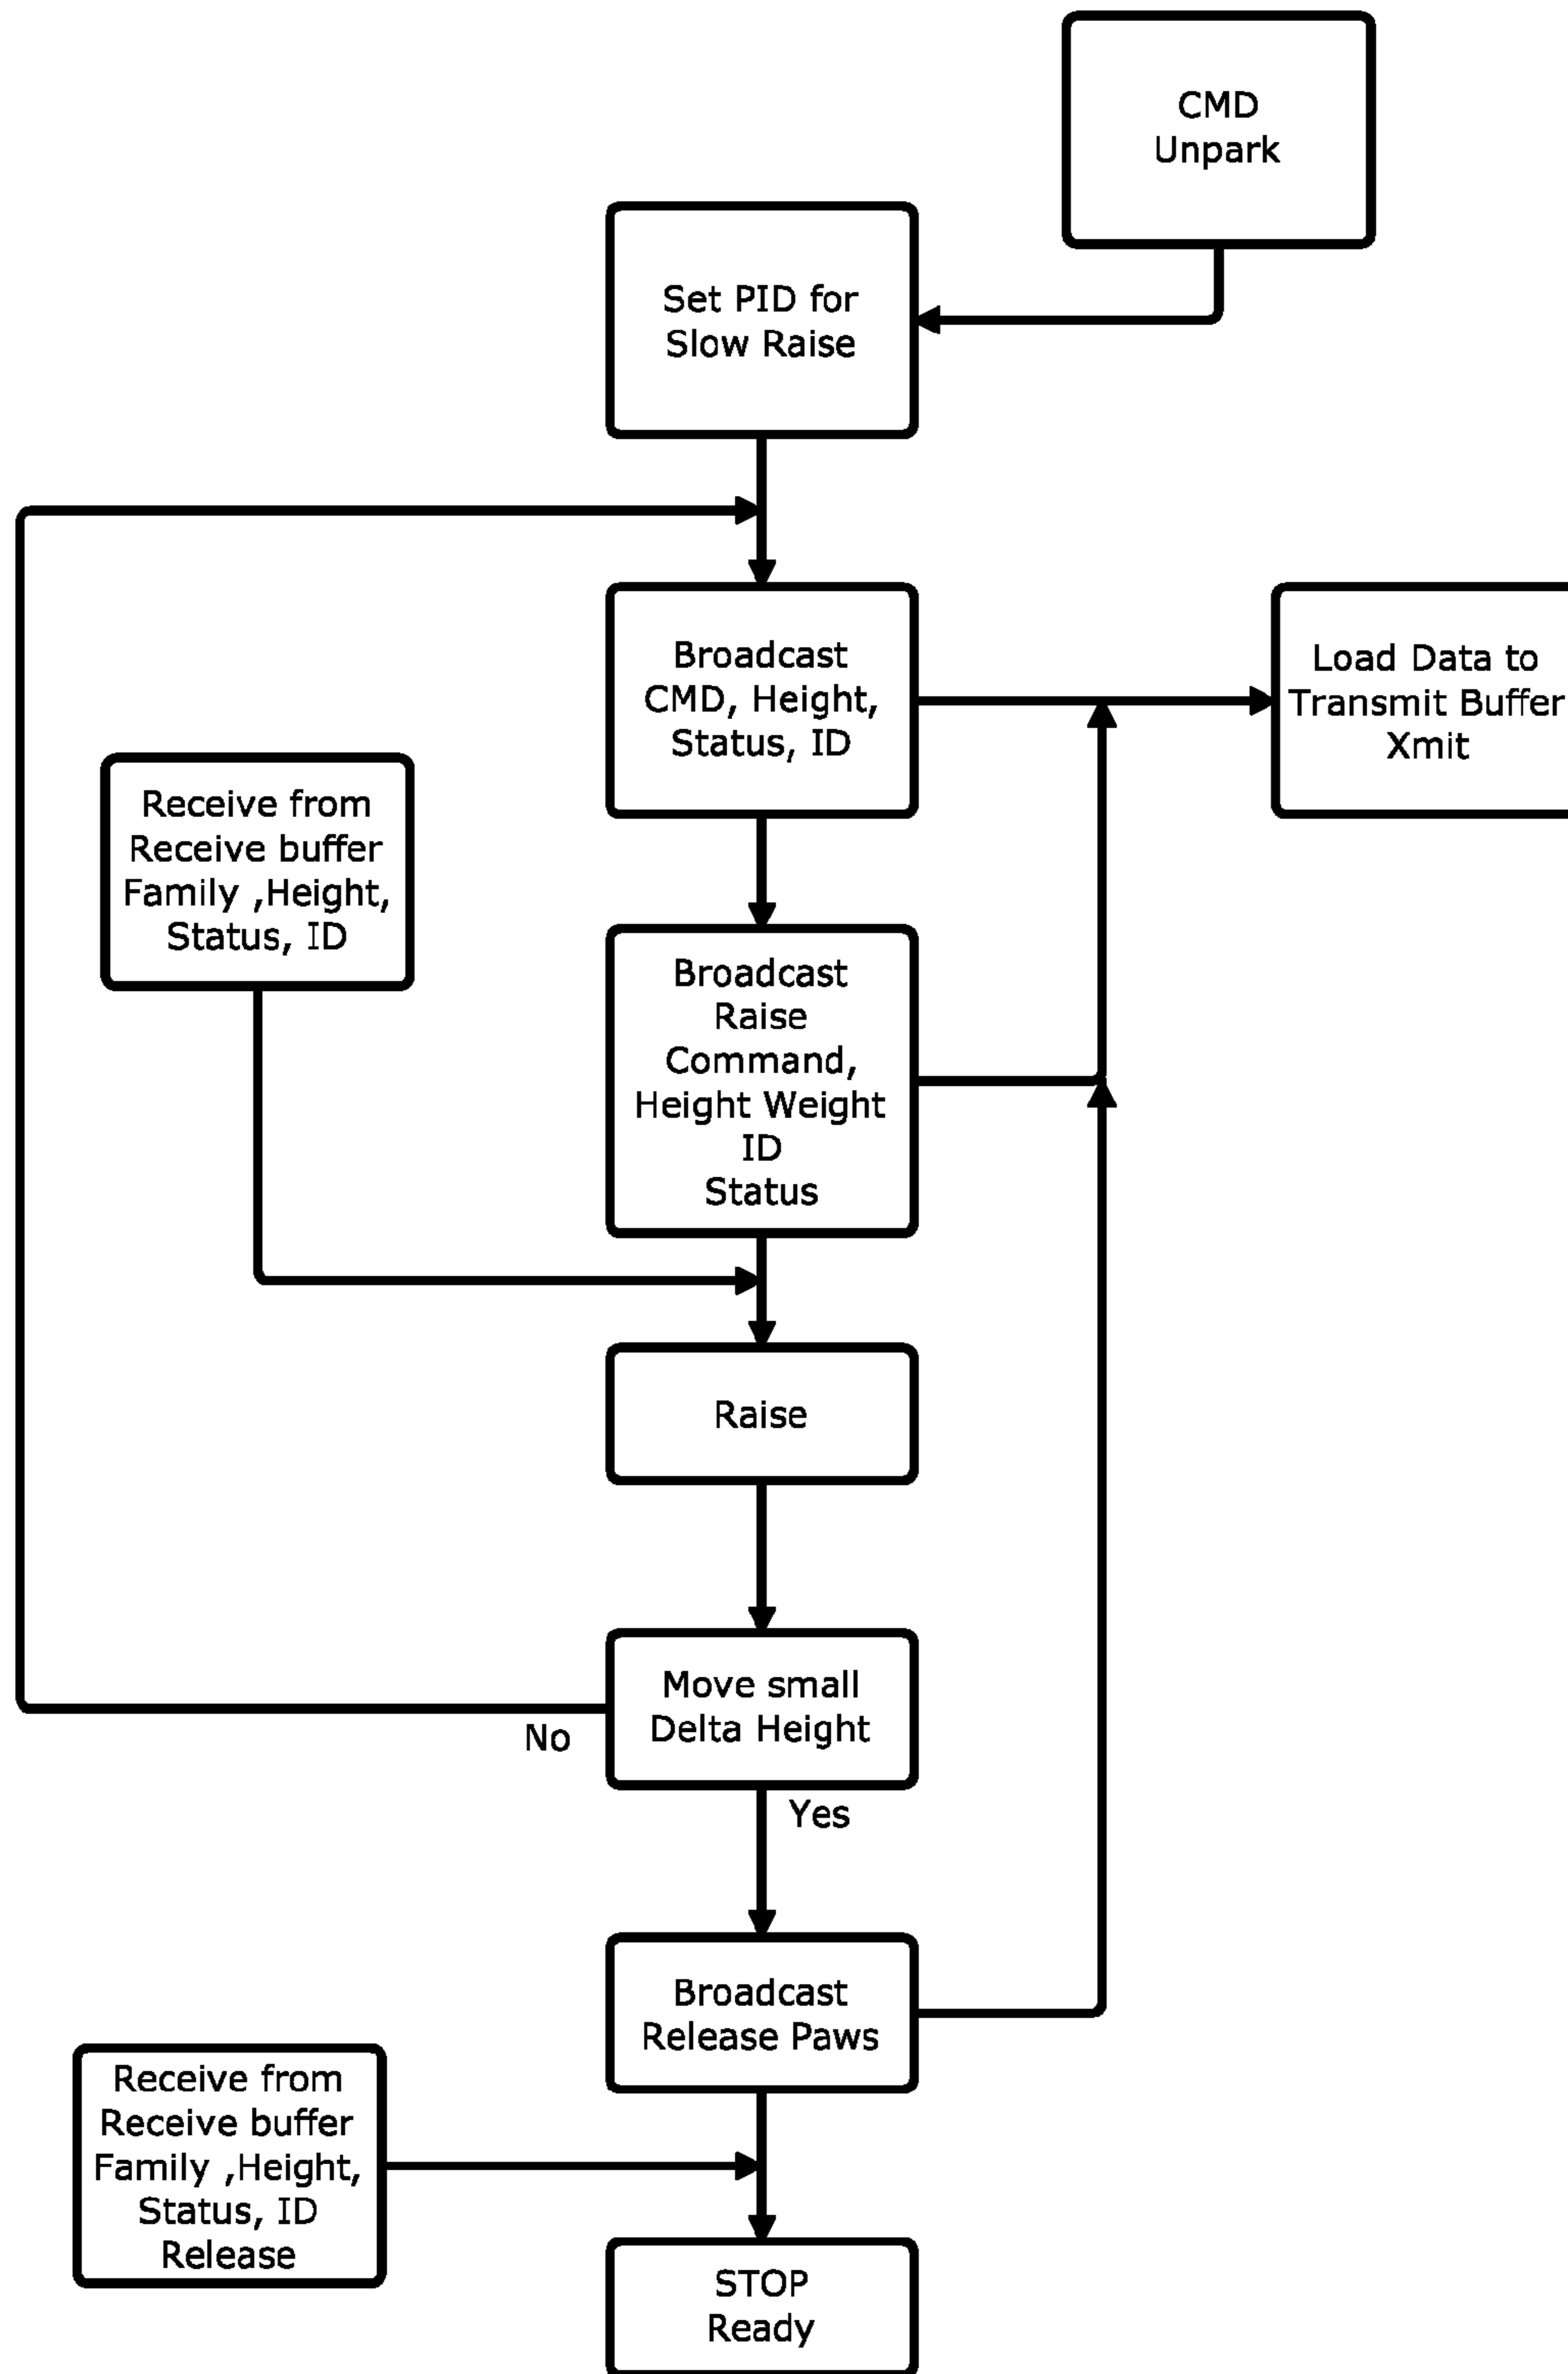 CMD
Unpark
Set PID for
Slow Raise
Broadcast
CMD, Height,
Status, ID
Load Data to
Transmit Buffer
Xmit
Receive from
Receive buffer
Family ,Height,
Status, ID
Broadcast
Raise
Command,
Height Weight
ID
Status
Raise
Move small
Delta Height
No
Yes
Broadcast
Release Paws
Receive from
Receive buffer
Family ,Height,
Status, ID
Release
STOP
Ready